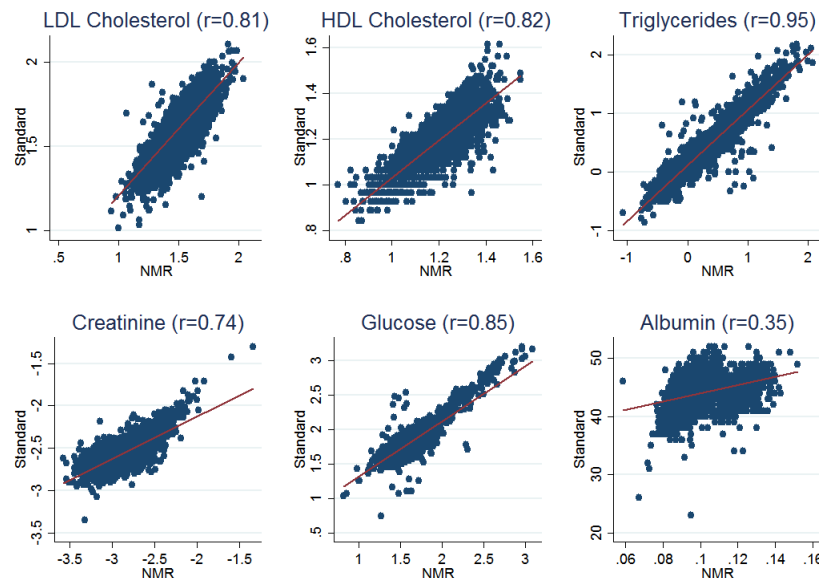 LDL Cholesterol (r=0.81)
Standard
1 1.5 2
.5 1 1.5 2
NMR
HDL Cholesterol (r=0.82)
Standard
.8 1 1.2 1.4 1.6
.8 1 1.2 1.4 1.6
NMR
Triglycerides (r=0.95)
Standard
-1 0 1 2
-1 0 1 2
NMR
Creatinine (r=0.74)
Standard
-3.5 -3 -2.5 -2 -1.5
-3.5 -3 -2.5 -2 -1.5
NMR
Glucose (r=0.85)
Standard
.5 1 1.5 2 2.5 3
1 1.5 2 2.5 3
NMR
Albumin (r=0.35)
Standard
20 30 40 50
.06 .08 .1 .12 .14 .16
NMR